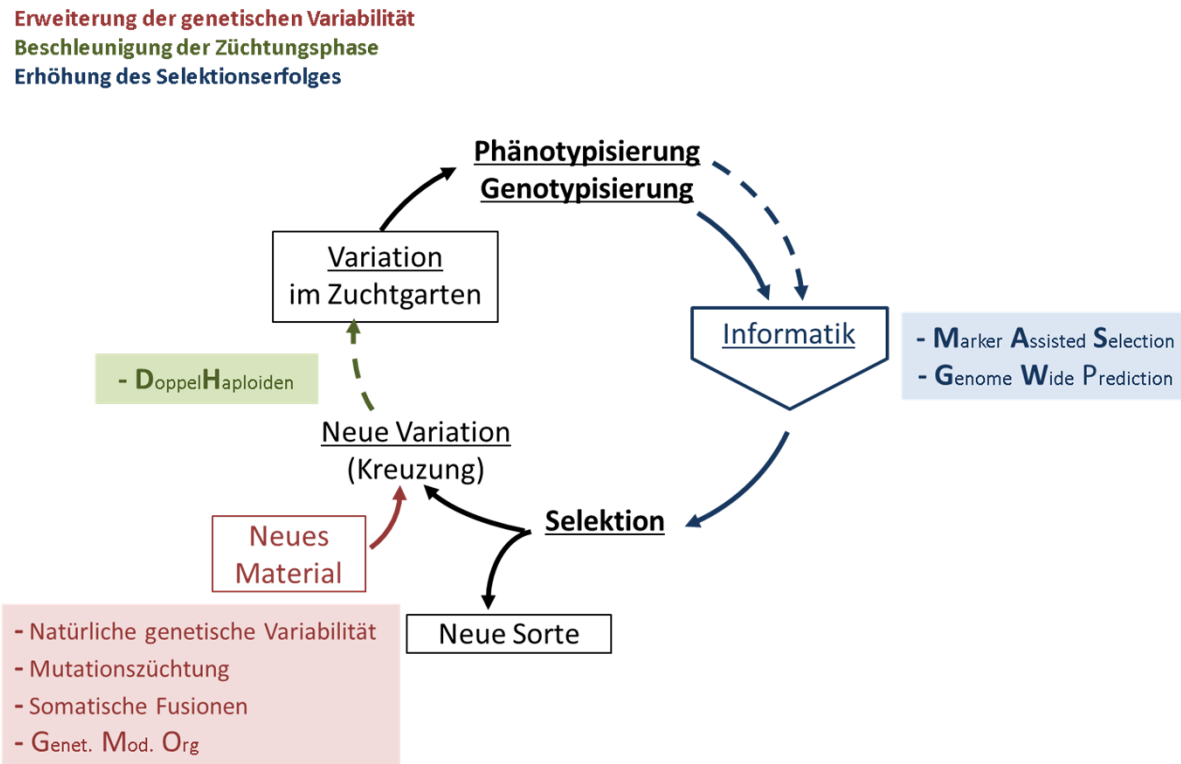 Erweiterung der genetischen Variabilität
Beschleunigung der Züchtungsphase
Erhöhung des Selektionserfolges
Phänotypisierung
Genotypisierung
Variation
im Zuchtgarten
Informatik
- Marker Assisted Selection
- Genome Wide Prediction
- DoppelHaploiden
Neue Variation
(Kreuzung)
Selektion
Neues
Material
Neue Sorte
- Natürliche genetische Variabilität
- Mutationszüchtung
- Somatische Fusionen
- Genet. Mod. Org